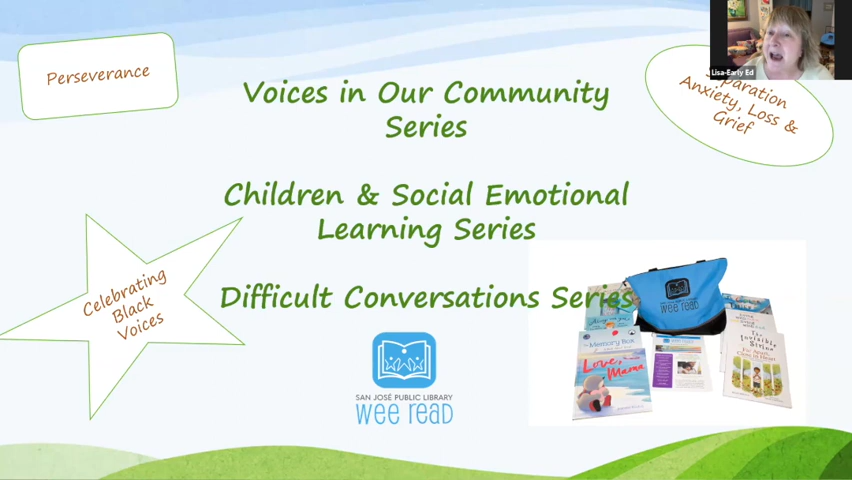 Lisa-Early Ed
Perseverance
Voices in Our Community
Series
Anxiety, Loss &
Grief
Children & Social Emotional
Learning Series
Celebrating
Black
Voices
Difficult Conversations Series
SAN JOSÉ PUBLIC LIBRARY
wee read
wee read
The Memory Box
Love,
Mama
The
Invisible
String